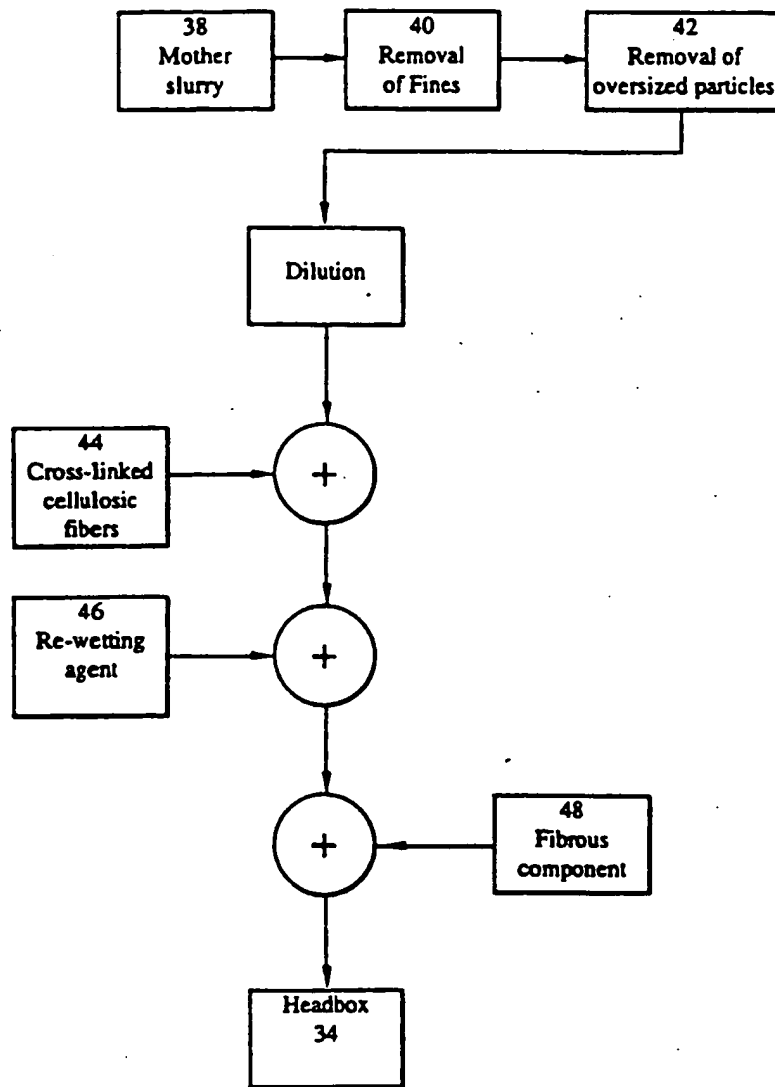 38
Mother
slurry
40
Removal
of Fines
42
Removal of
oversized particles
Dilution
44
Cross-linked
cellulosic
fibers
+
46
Re-wetting
agent
+
48
Fibrous
component
+
Headbox
34